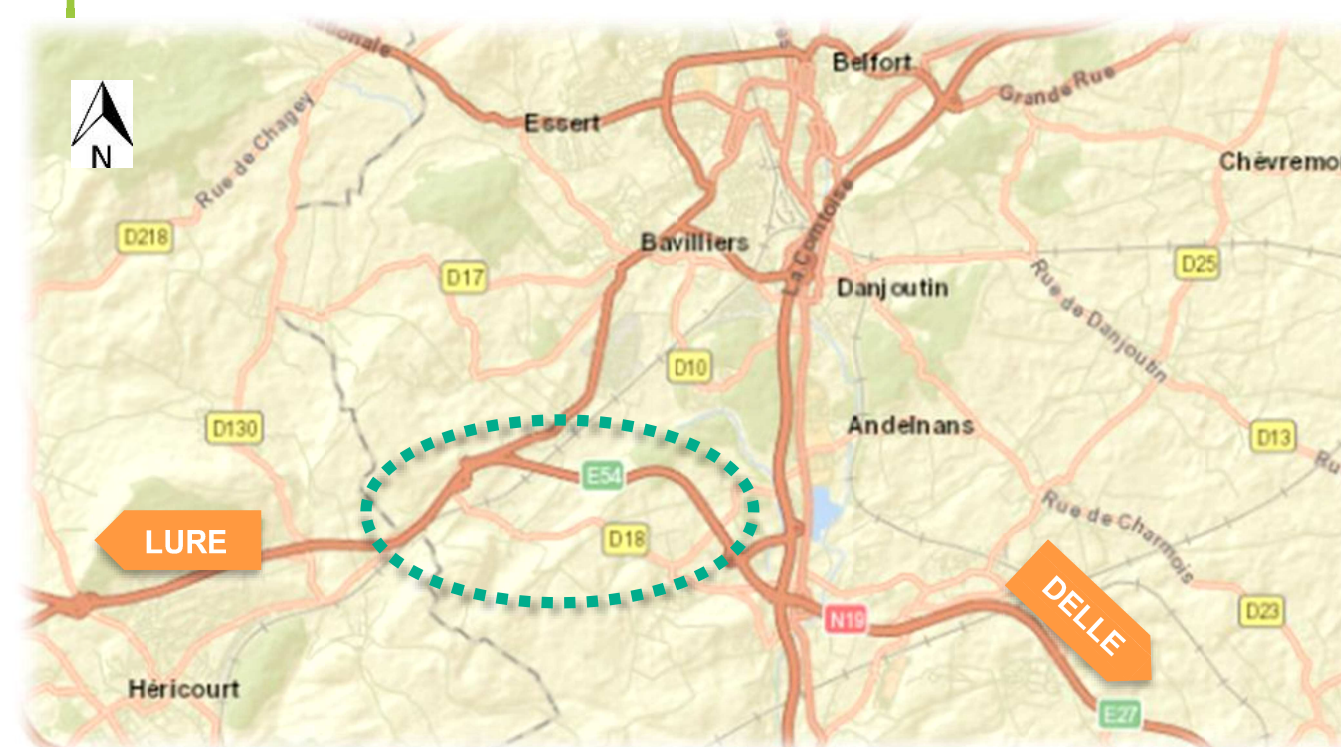 Belfort
Grande Rue
Essert
Rue de Chagey
N
Chèvremo
D218
Bavilliers
La Comtoise
D17
D25
Danjoutin
Rue de Danjoutin
D10
D130
Andelnans
D13
Ru
E54
Rue de Charmois
LURE
D18
DELLE
N19
D23
Héricourt
E27